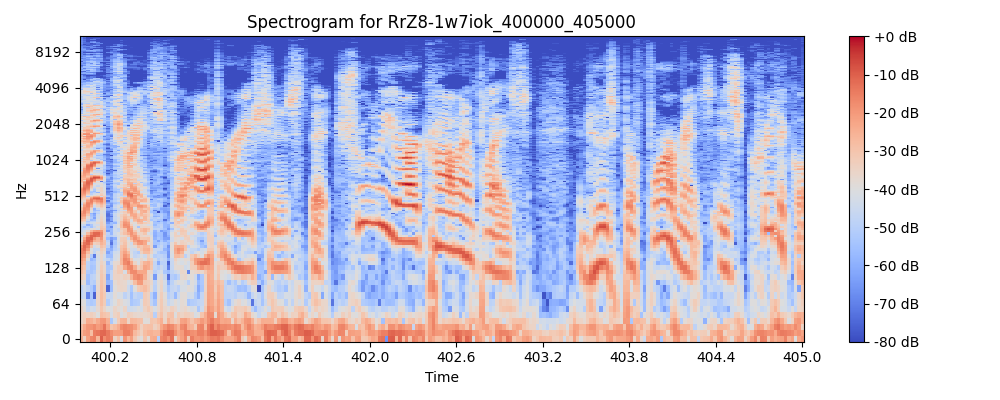 Spectrogram for RrZ8-1w7iok_400000_405000
Hz
8192
4096
2048
1024
512
256
128
64
0
400.2 400.8 401.4 402.0 402.6 403.2 403.8 404.4 405.0
Time
+0 dB
-10 dB
-20 dB
-30 dB
-40 dB
-50 dB
-60 dB
-70 dB
-80 dB